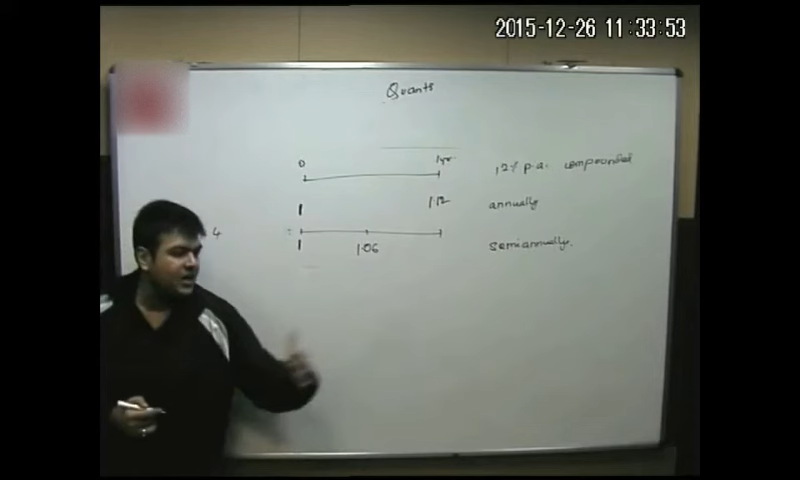 2015-12-26 11:33:53
Quants
0 1yr 12% p.a. compounded
1 1.12 annually
4
1 1.06 semiannually.